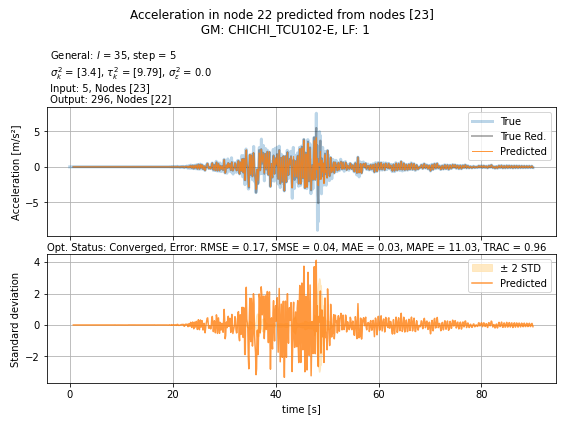 Acceleration in node 22 predicted from nodes [23]
GM: CHICHI_TCU102-E, LF: 1
General: l = 35, step = 5
σ²ₖ = [3.4], τ²ₖ = [9.79], σ²ε = 0.0
Input: 5, Nodes [23]
Output: 296, Nodes [22]
Acceleration [m/s²]
5
0
−5
True
True Red.
Predicted
Opt. Status: Converged, Error: RMSE = 0.17, SMSE = 0.04, MAE = 0.03, MAPE = 11.03, TRAC = 0.96
Standard deviation
4
2
0
−2
± 2 STD
Predicted
0 20 40 60 80
time [s]